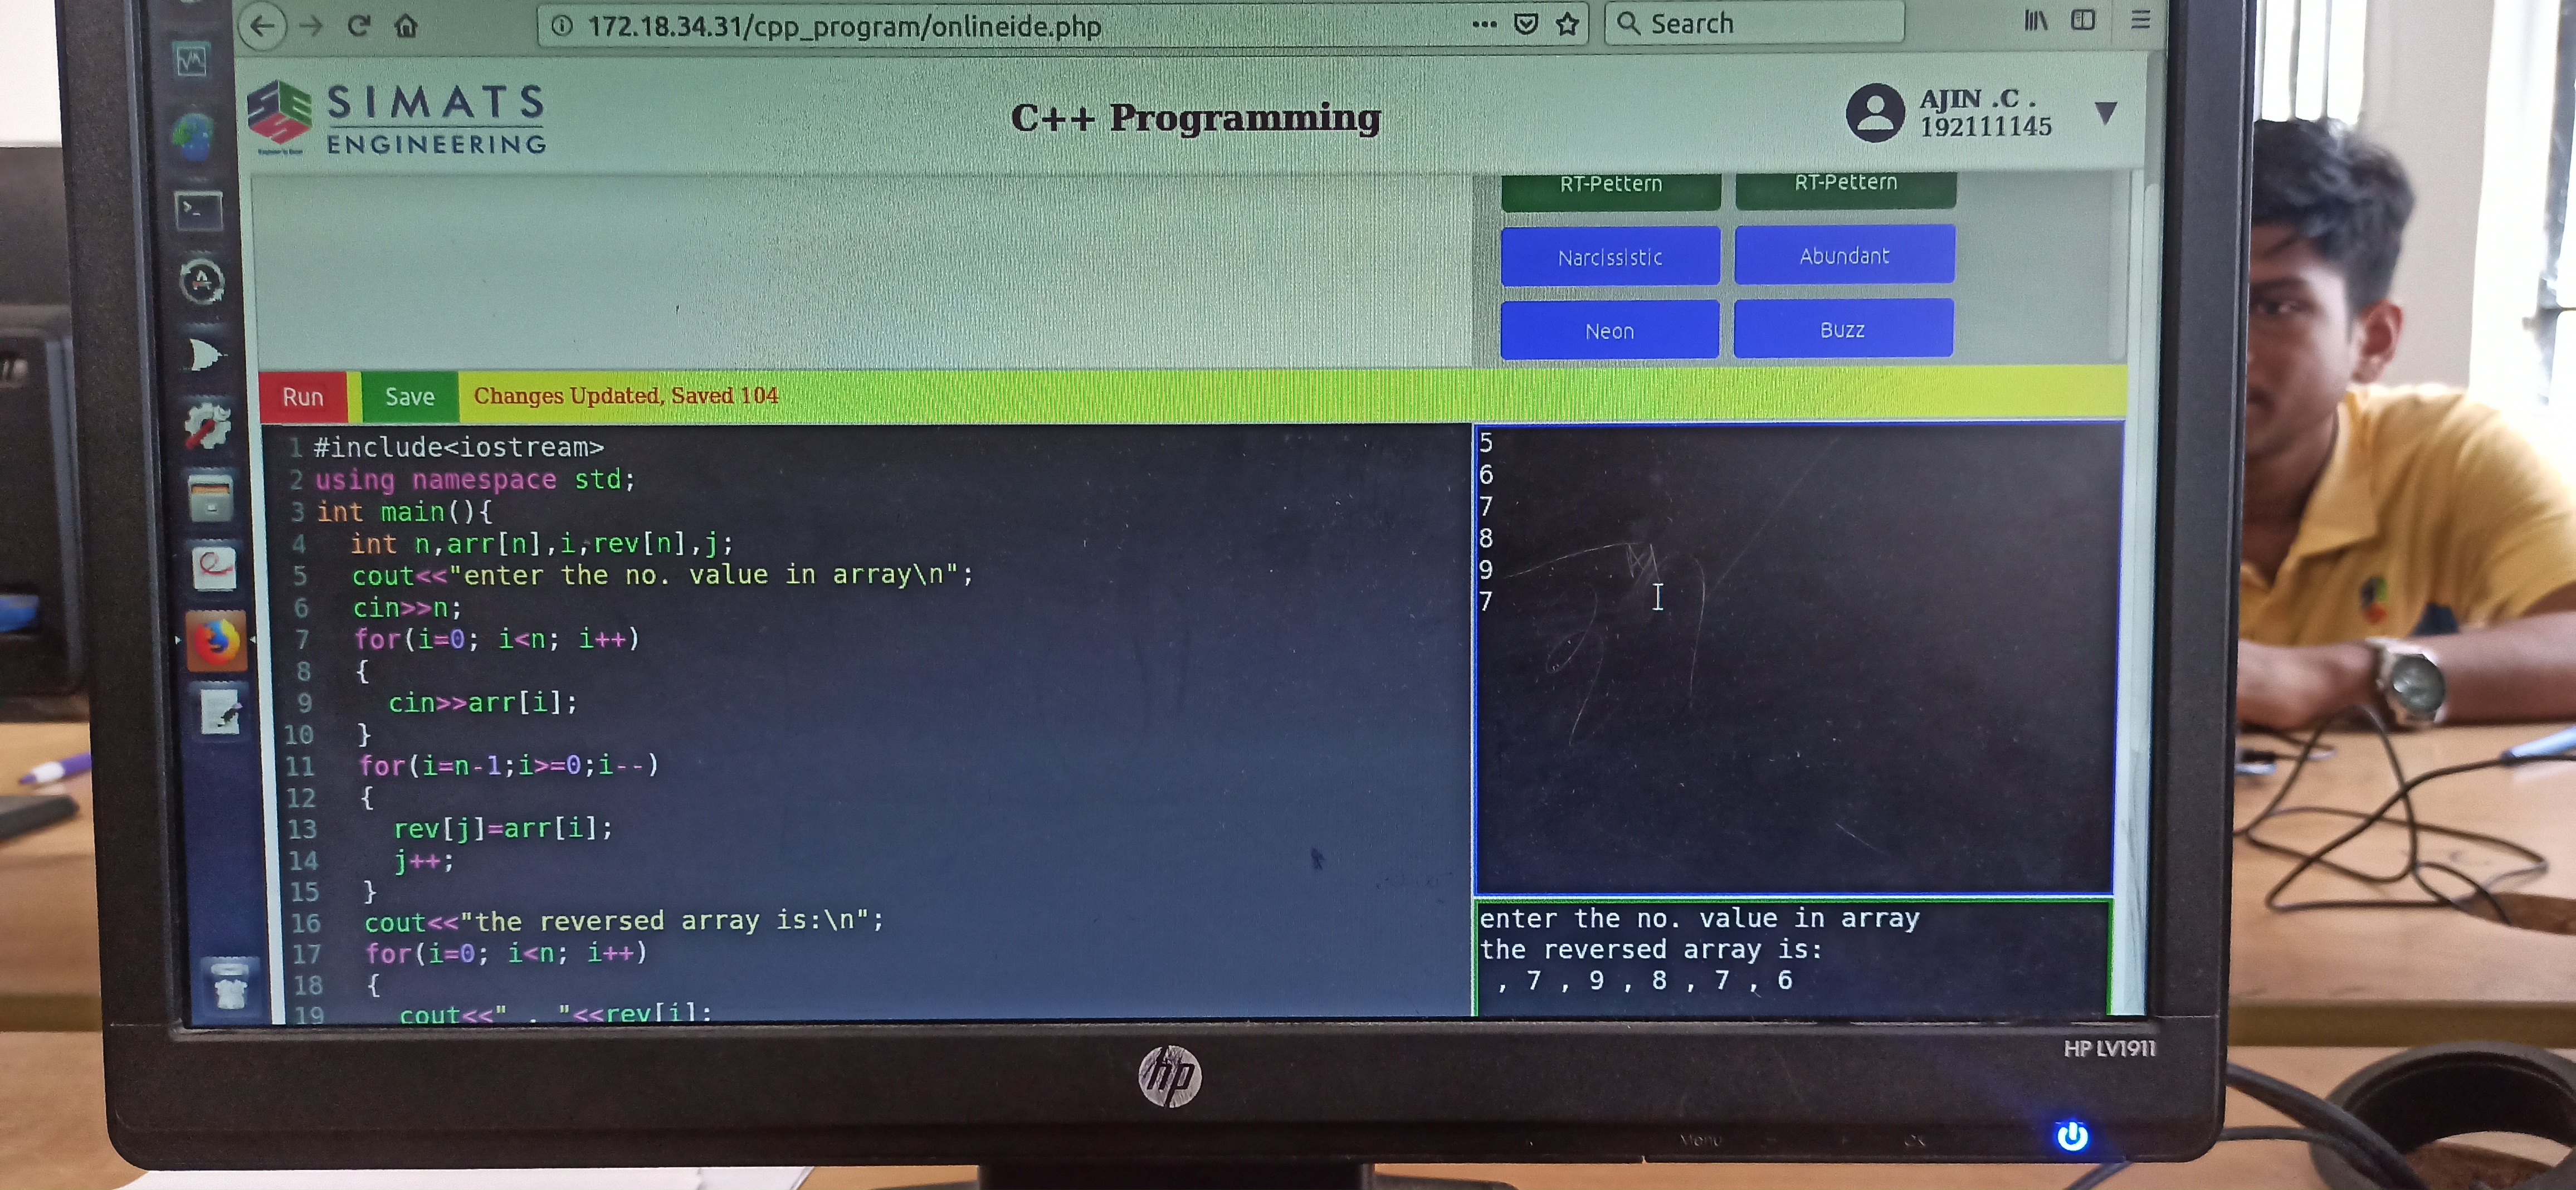 172.18.34.31/cpp_program/onlineide.php
Search
SIMATS
ENGINEERING
C++ Programming
AJIN .C .
192111145
RT-Pettern
RT-Pettern
Narcissistic
Abundant
Neon
Buzz
Run
Save
Changes Updated, Saved 104
1 #include<iostream>
2 using namespace std;
3 int main(){
4 int n,arr[n],i,rev[n],j;
5 cout<<"enter the no. value in array\n";
6 cin>>n;
7 for(i=0; i<n; i++)
8 {
9 cin>>arr[i];
10 }
11 for(i=n-1;i>=0;i--)
12 {
13 rev[j]=arr[i];
14 j++;
15 }
16 cout<<"the reversed array is:\n";
17 for(i=0; i<n; i++)
18 {
19 cout<<" , "<<rev[i];
5
6
7
8
9
7
enter the no. value in array
the reversed array is:
, 7 , 9 , 8 , 7 , 6
hp
HP LV1911
Menu
OK